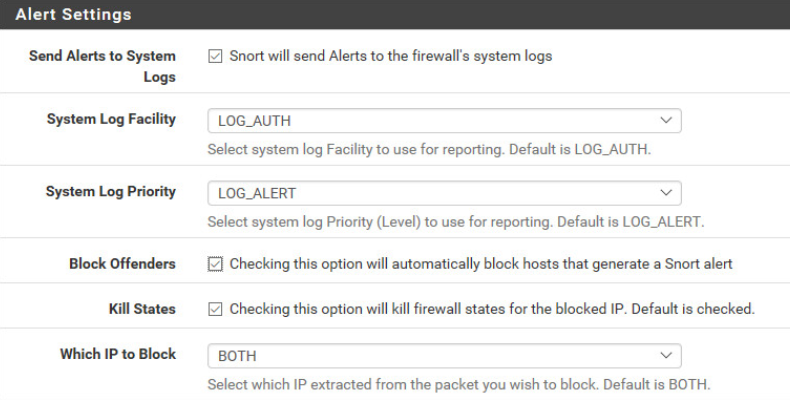 Alert Settings
Send Alerts to System
Logs
Snort will send Alerts to the firewall's system logs
System Log Facility
LOG_AUTH
Select system log Facility to use for reporting. Default is LOG_AUTH.
System Log Priority
LOG_ALERT
Select system log Priority (Level) to use for reporting. Default is LOG_ALERT.
Block Offenders
Checking this option will automatically block hosts that generate a Snort alert
Kill States
Checking this option will kill firewall states for the blocked IP. Default is checked.
Which IP to Block
BOTH
Select which IP extracted from the packet you wish to block. Default is BOTH.